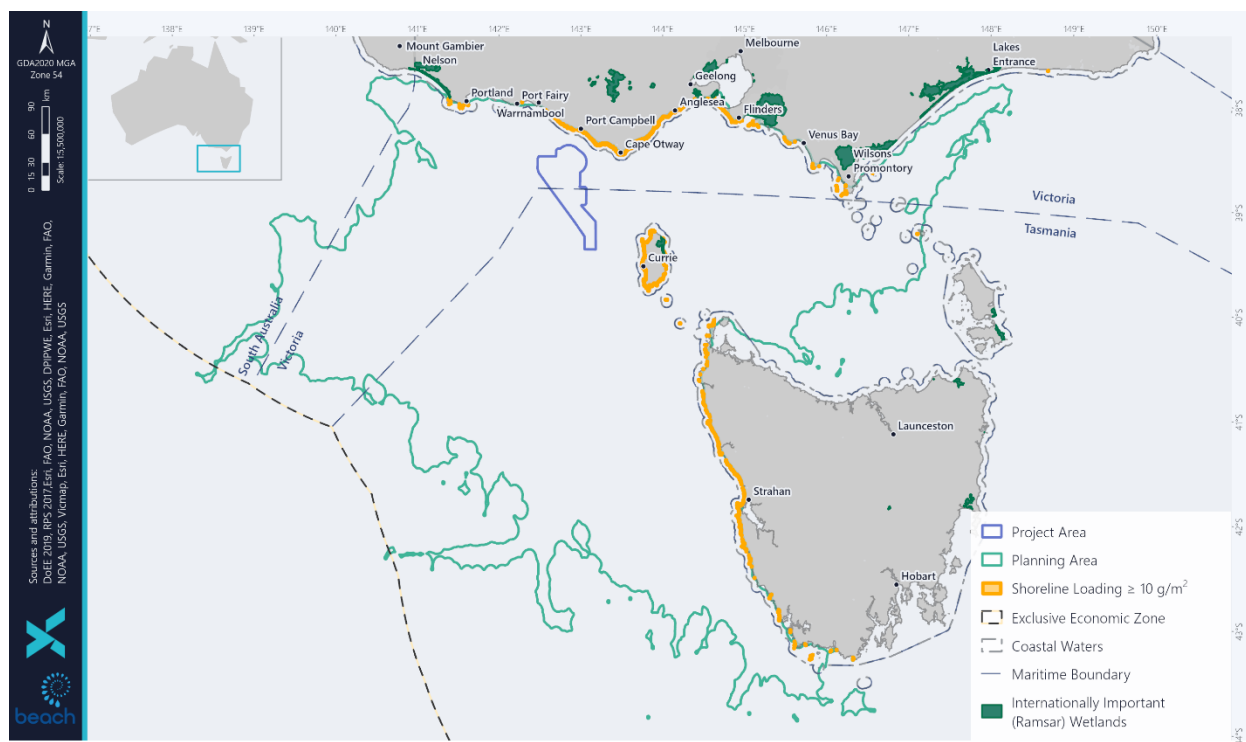 N
GDA2020 MGA
Zone 54
km
0 15 30 60 90
Scale: 1:5,500,000
Sources and attributions:
DoEE 2019, RPS 2017,Esri, FAO, NOAA, USGS, DPIPWE, Esri, HERE, Garmin, FAO,
NOAA, USGS, Vicmap, Esri, HERE, Garmin, FAO, NOAA, USGS
beach
7°E
138°E
139°E
140°E
141°E
142°E
143°E
144°E
145°E
146°E
147°E
148°E
149°E
150°E
Mount Gambier
Nelson
Portland
Port Fairy
Warrnambool
Port Campbell
Cape Otway
Anglesea
Geelong
Melbourne
Flinders
Venus Bay
Wilsons
Promontory
Lakes
Entrance
38°S
Victoria
Tasmania
39°S
Currie
South Australia
Victoria
40°S
Launceston
41°S
Strahan
42°S
Hobart
43°S
44°S
Project Area
Planning Area
Shoreline Loading ≥ 10 g/m²
Exclusive Economic Zone
Coastal Waters
Maritime Boundary
Internationally Important
(Ramsar) Wetlands